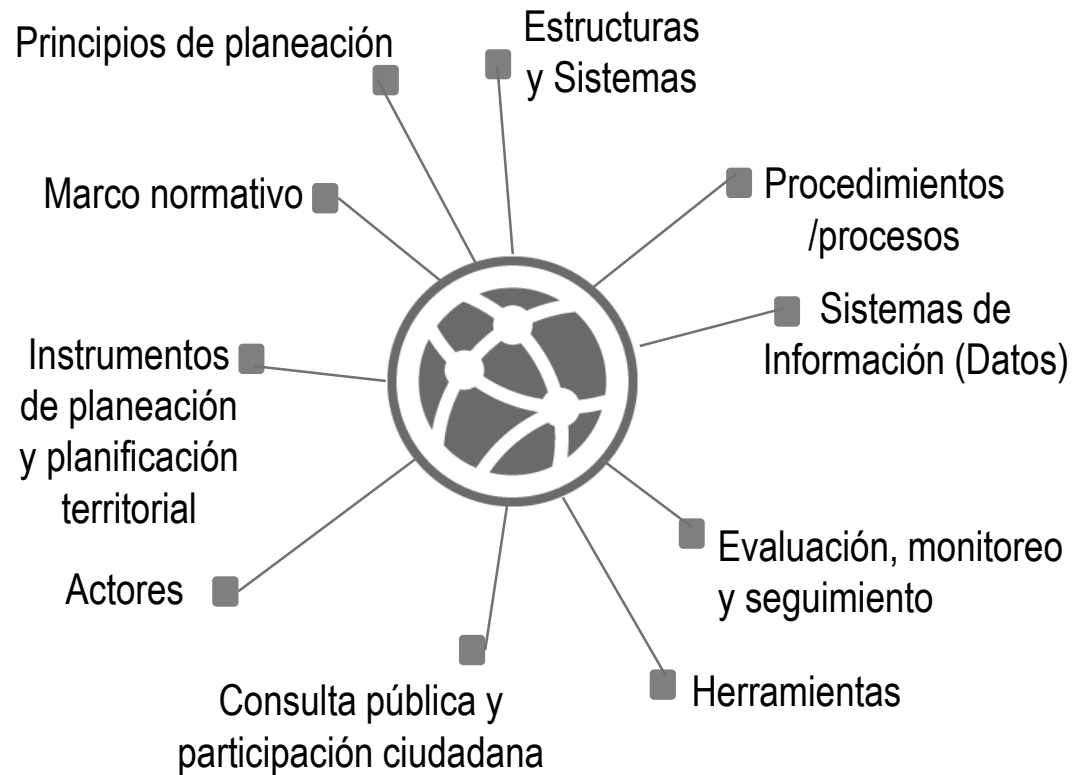 Principios de planeación
Estructuras
y Sistemas
Marco normativo
Procedimientos
/procesos
Instrumentos
de planeación
y planificación
territorial
Sistemas de
Información (Datos)
Actores
Evaluación, monitoreo
y seguimiento
Consulta pública y
participación ciudadana
Herramientas